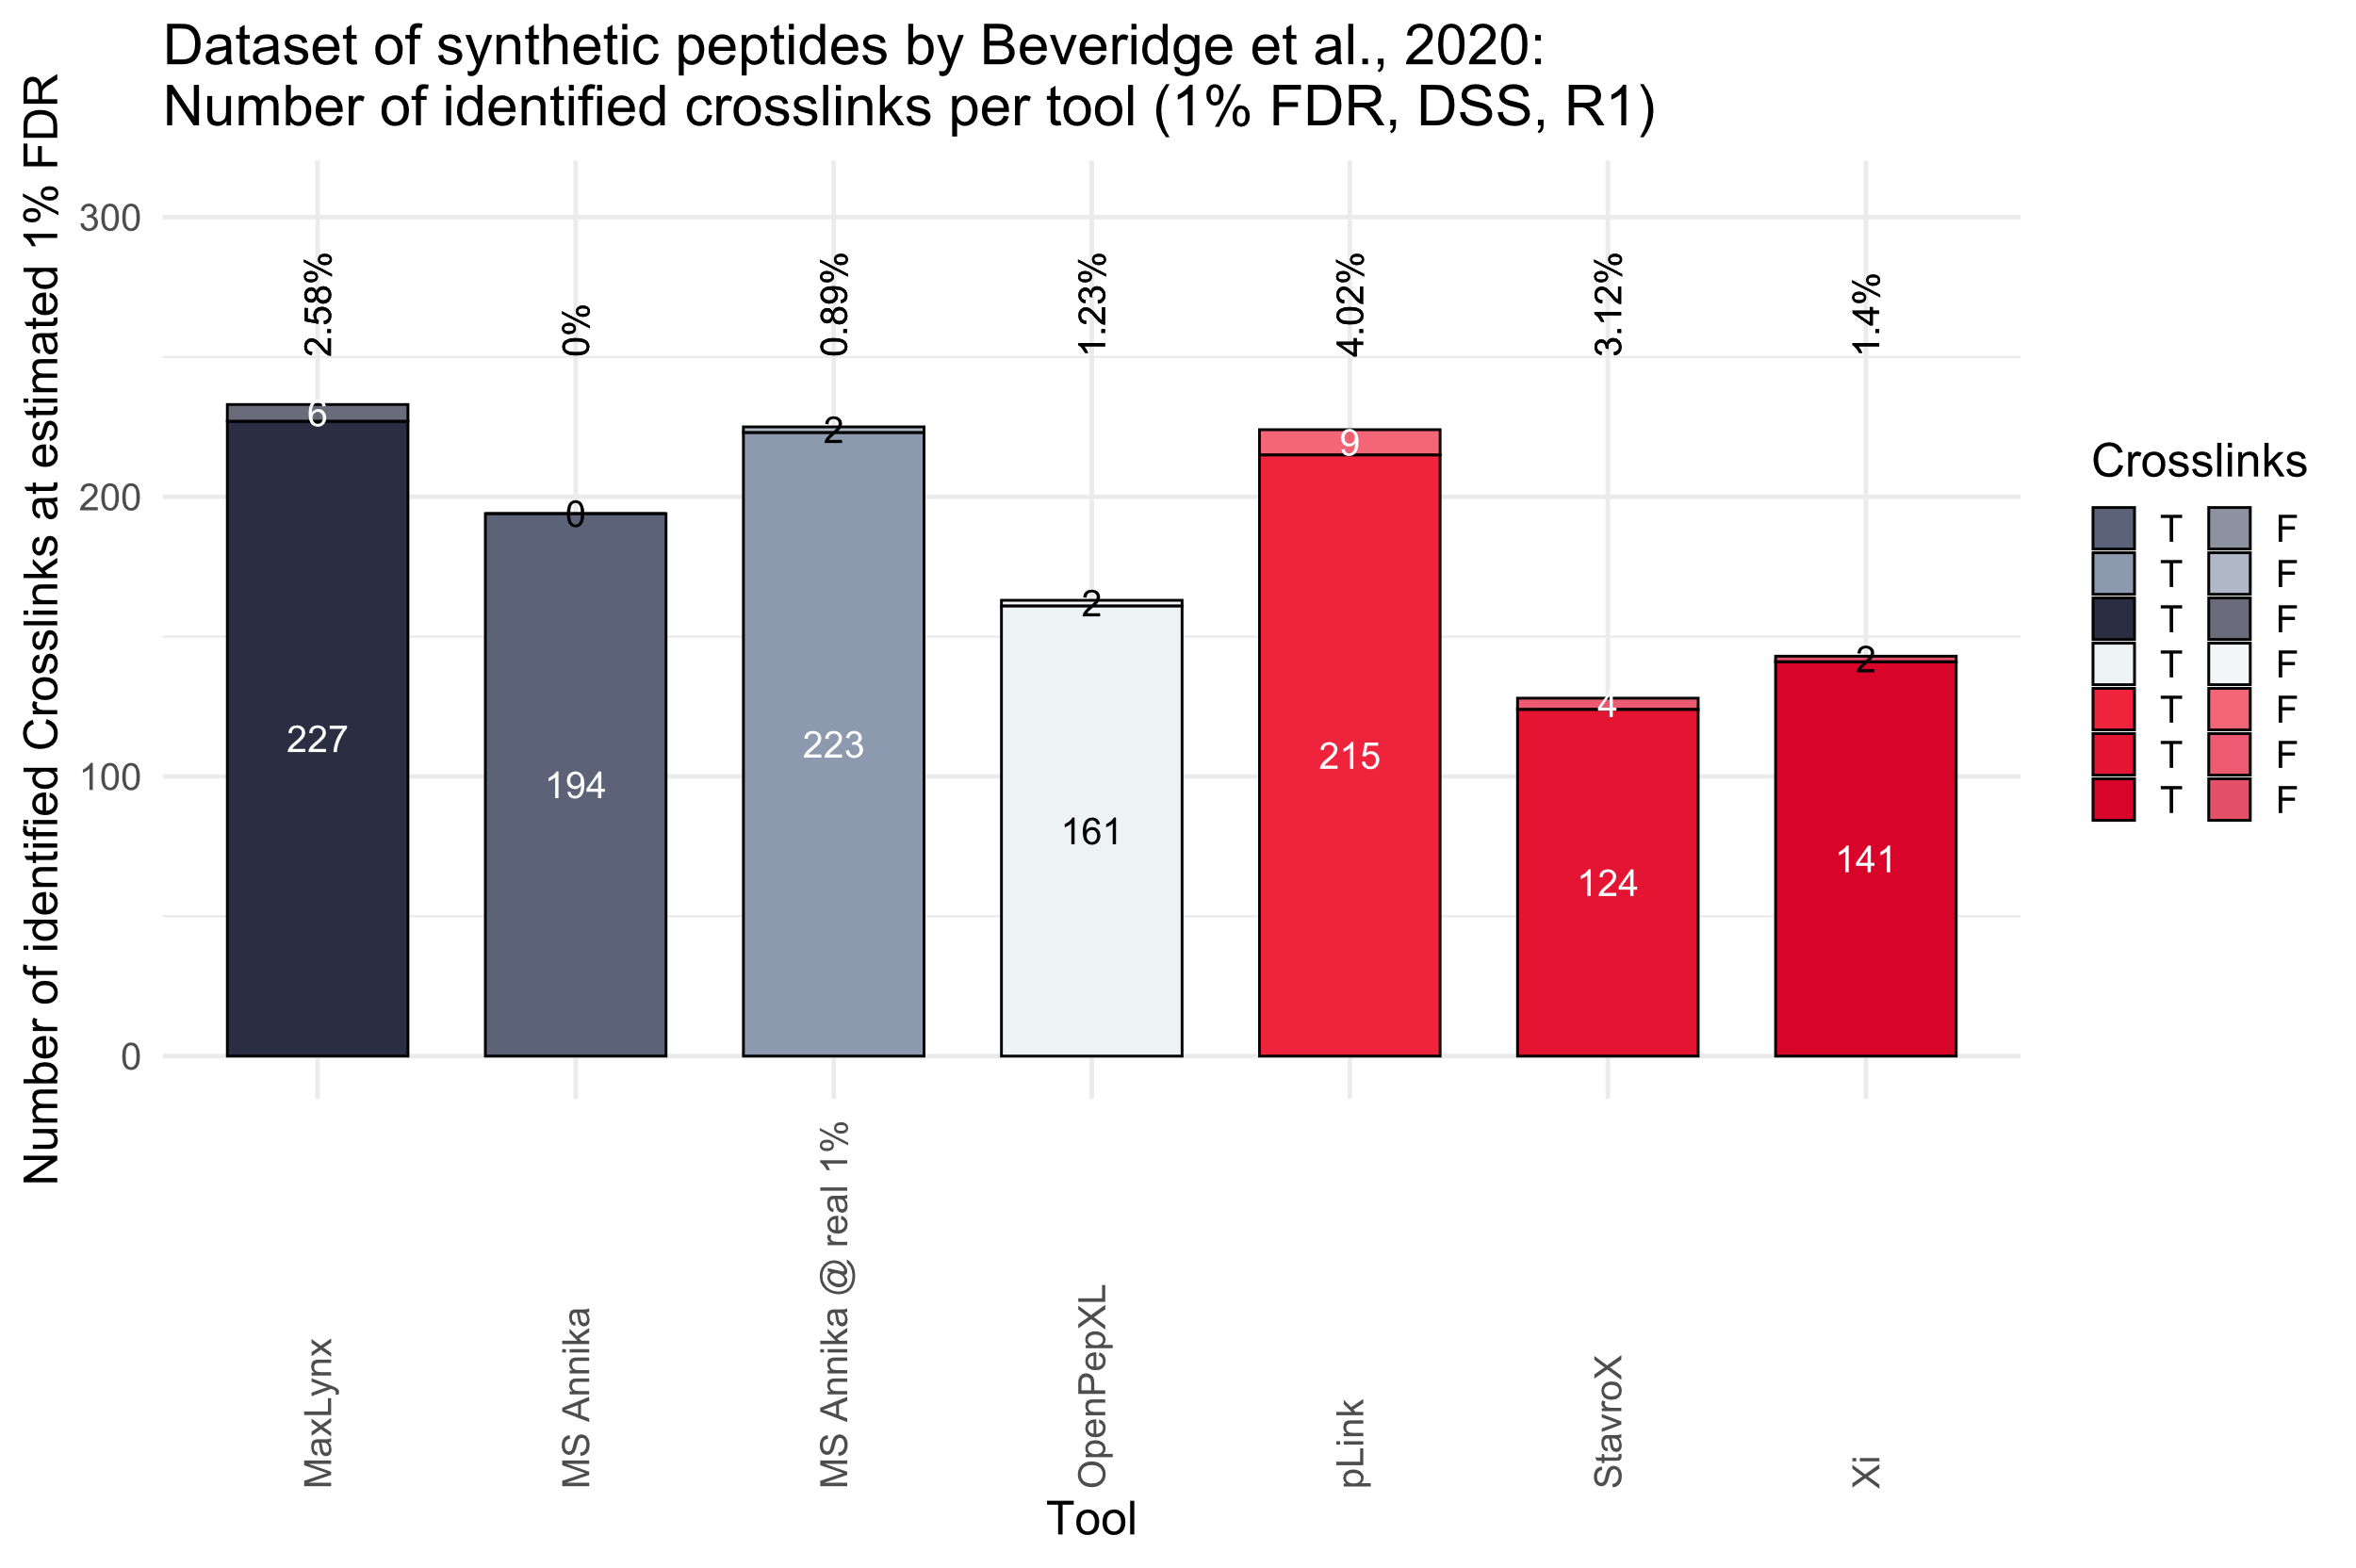 Dataset of synthetic peptides by Beveridge et al., 2020:
Number of identified crosslinks per tool (1% FDR, DSS, R1)
Number of identified Crosslinks at estimated 1% FDR
300
200
100
0
2.58%
0%
0.89%
1.23%
4.02%
3.12%
1.4%
6
0
2
2
9
4
2
227
194
223
161
215
124
141
MaxLynx
MS Annika
MS Annika @ real 1%
OpenPepXL
pLink
StavroX
Xi
Tool
Crosslinks
T F
T F
T F
T F
T F
T F
T F